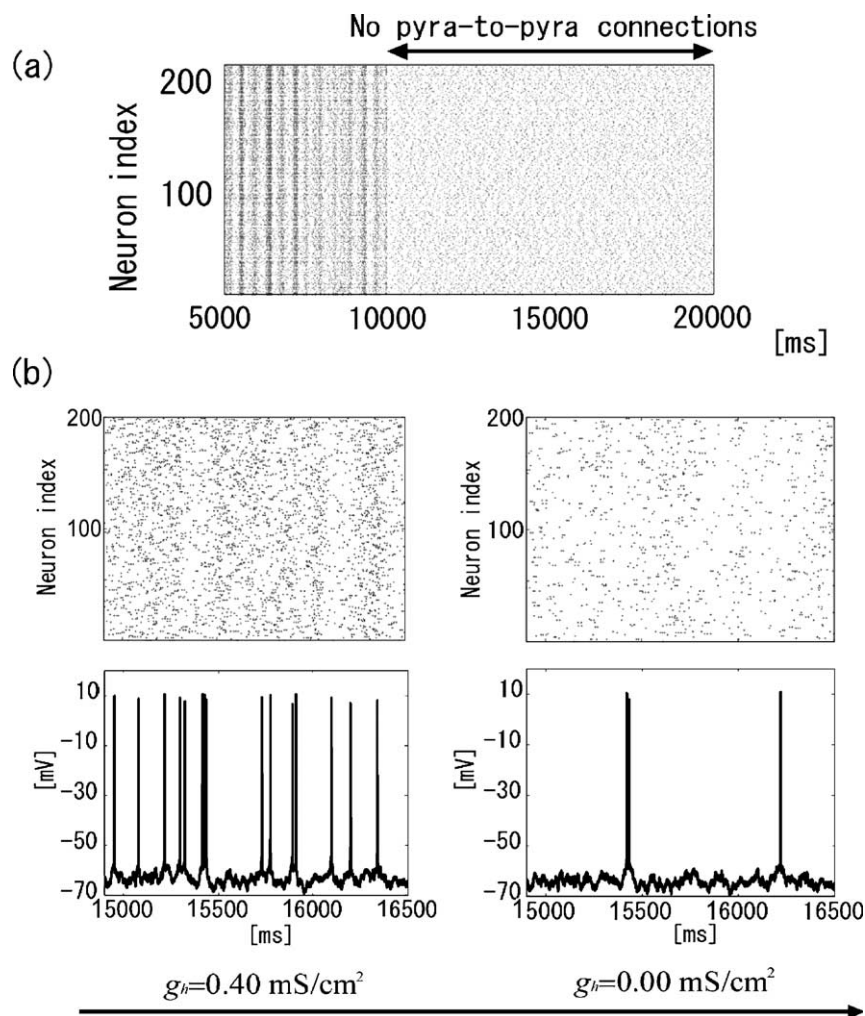 No pyra-to-pyra connections
(a)
Neuron index
200
100
5000 10000 15000 20000
[ms]
(b)
Neuron index
200
100
Neuron index
200
100
[mV]
10
-10
-30
-50
-70
15000 15500 16000 16500
[ms]
[mV]
10
-10
-30
-50
-70
15000 15500 16000 16500
[ms]
gₕ=0.40 mS/cm²
gₕ=0.00 mS/cm²